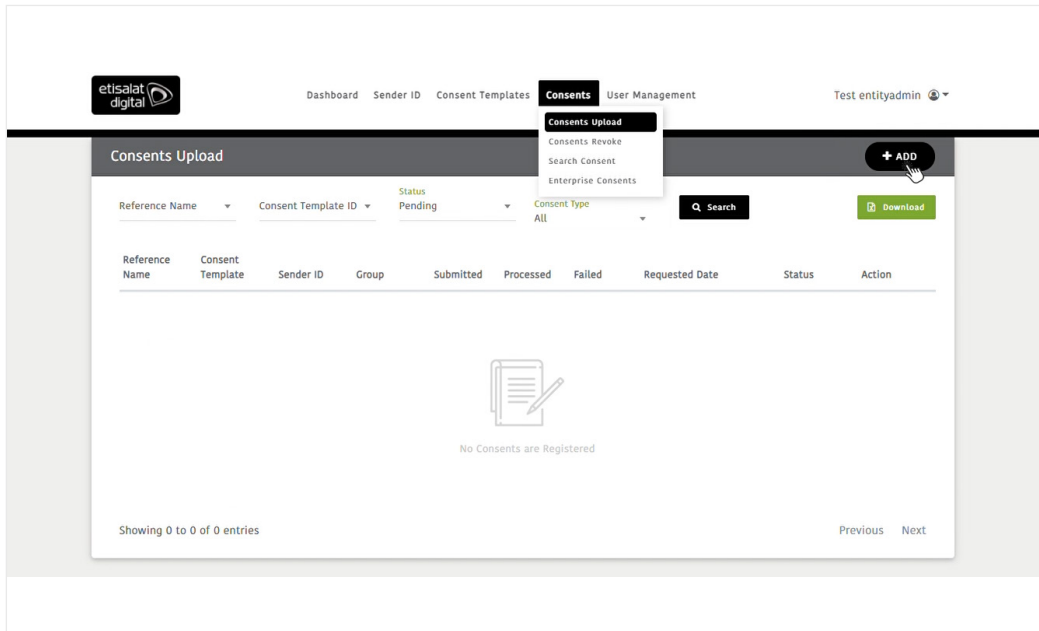 etisalat
digital
Dashboard Sender ID Consent Templates Consents User Management Test entityadmin
Consents Upload
Consents Revoke
Search Consent
Enterprise Consents
Consents Upload
+ ADD
Reference Name Consent Template ID Status Pending Consent Type All Search Download
Reference Name Consent Template Sender ID Group Submitted Processed Failed Requested Date Status Action
No Consents are Registered
Showing 0 to 0 of 0 entries Previous Next